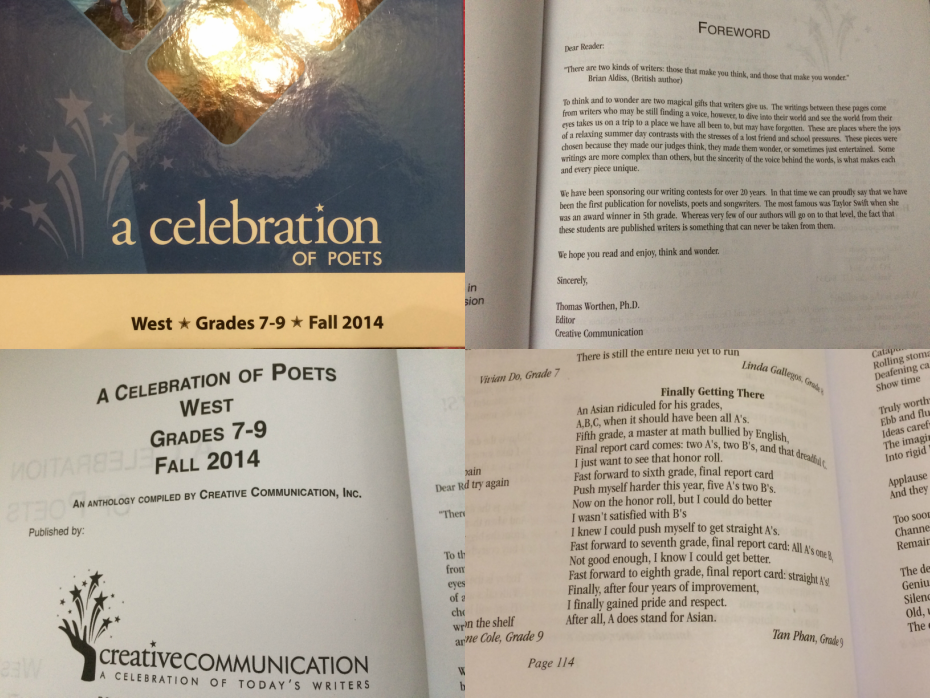 a celebration
OF POETS
West ★ Grades 7-9 ★ Fall 2014
FOREWORD
Dear Reader:
"There are two kinds of writers: those that make you think, and those that make you wonder."
Brian Aldiss, (British author)
To think and to wonder are two magical gifts that writers give us. The writings between these pages come
from writers who may be still finding a voice, however, to dive into their world and see the world from their
eyes takes us on a trip to a place we have all been to, but may have forgotten. These are places where the joys
of a relaxing summer day contrasts with the stresses of a lost friend and school pressures. These pieces were
chosen because they made our judges think, they made them wonder, or sometimes just entertained. Some
writings are more complex than others, but the sincerity of the voice behind the words, is what makes each
and every piece unique.
We have been sponsoring our writing contests for over 20 years. In that time we can proudly say that we have
been the first publication for novelists, poets and songwriters. The most famous was Taylor Swift when she
was an award winner in 5th grade. Whereas very few of our authors will go on to that level, the fact that
these students are published writers is something that can never be taken from them.
We hope you read and enjoy, think and wonder.
Sincerely,
Thomas Worthen, Ph.D.
Editor
Creative Communication
in
A CELEBRATION OF POETS
WEST
GRADES 7-9
FALL 2014
AN ANTHOLOGY COMPILED BY CREATIVE COMMUNICATION, INC.
Published by:
creativeCOMMUNICATION
A CELEBRATION OF TODAY'S WRITERS
Dear
"There
To
from
eyes
of a
There is still the entire field yet to run
Vivian Do, Grade 7
Linda Gallegos, Grade
Finally Getting There
An Asian ridiculed for his grades,
A,B,C, when it should have been all A's.
Fifth grade, a master at math bullied by English,
Final report card comes: two A's, two B's, and that dreadful C.
I just want to see that honor roll.
Fast forward to sixth grade, final report card
Push myself harder this year, five A's two B's.
Now on the honor roll, but I could do better
I wasn't satisfied with B's
I knew I could push myself to get straight A's.
Fast forward to seventh grade, final report card: All A's one B,
Not good enough, I know I could get better.
Fast forward to eighth grade, final report card: straight A's!
Finally, after four years of improvement,
I finally gained pride and respect.
After all, A does stand for Asian.
Tan Phan, Grade 9
try again
the shelf
Cole, Grade 9
Page 114
Rolling
Deafening
Show time
Truly
Ebb and
Ideas
The
Into rigid
Applause
And they
Too soon
Remain
The
Old,
The